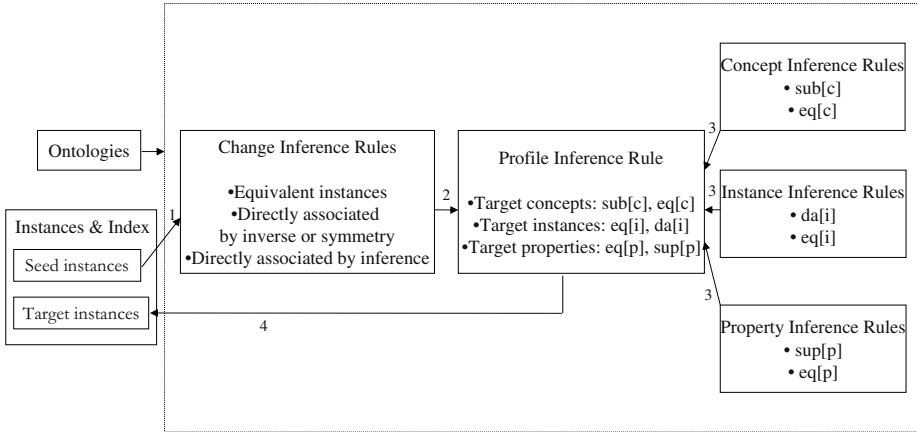 Ontologies
Instances & Index
Seed instances
Target instances
1
Change Inference Rules
•Equivalent instances
•Directly associated
by inverse or symmetry
•Directly associated by inference
2
Profile Inference Rule
•Target concepts: sub[c], eq[c]
•Target instances: eq[i], da[i]
•Target properties: eq[p], sup[p]
3
Concept Inference Rules
• sub[c]
• eq[c]
3
Instance Inference Rules
• da[i]
• eq[i]
3
Property Inference Rules
• sup[p]
• eq[p]
4